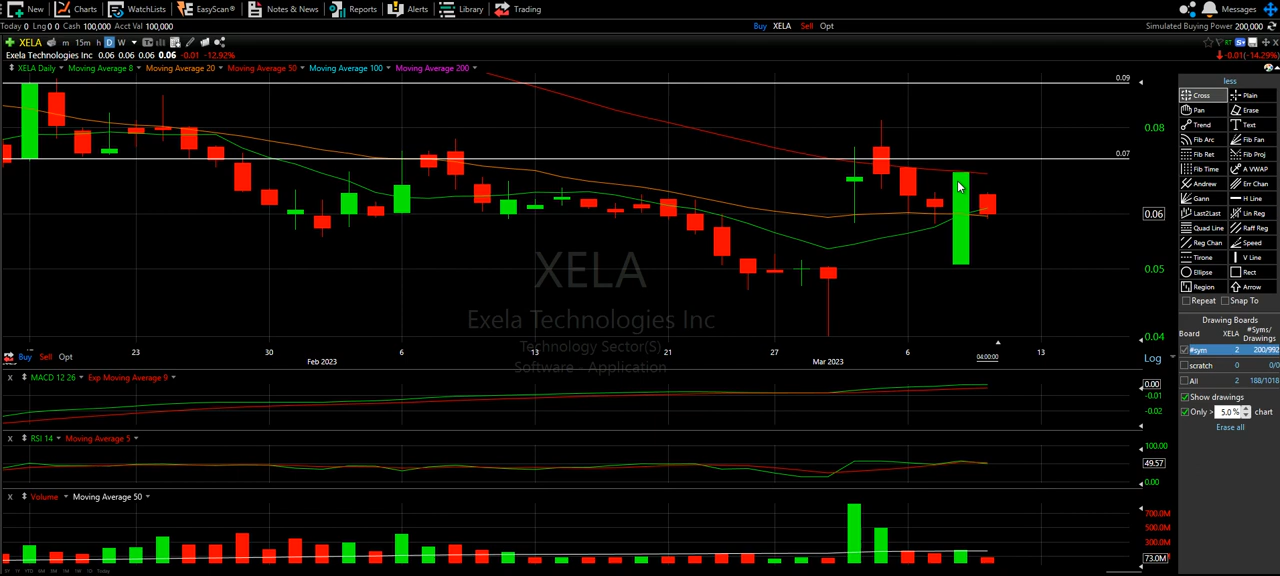 New Charts WatchLists EasyScan® Notes & News Reports Alerts Library Trading Messages
Today 0 Lng 0 0 Cash 100,000 Acct Val 100,000 Buy XELA Sell Opt Simulated Buying Power 200,000
XELA m 15m h D W
Exela Technologies Inc 0.06 0.06 0.06 0.06 -0.01 -12.92% -0.01(-14.29%)
XELA Daily Moving Average 8 Moving Average 20 Moving Average 50 Moving Average 100 Moving Average 200
0.09
0.08
0.07
0.06
0.05
0.04
XELA
Exela Technologies Inc
Technology Sector(S)
Software - Application
23 30 Feb 2023 6 13 21 27 Mar 2023 6 04:00:00 13
Buy Sell Opt
Log
X MACD 12 26 Exp Moving Average 9
0.00
-0.01
-0.02
X RSI 14 Moving Average 5
100.00
49.57
0.00
X Volume Moving Average 50
700.0M
500.0M
300.0M
73.0M
less
Cross Plain
Pan Erase
Trend Text
Fib Arc Fib Fan
Fib Ret Fib Proj
Fib Time A VWAP
Andrew Err Chan
Gann H Line
Last2Last Lin Reg
Quad Line Raff Reg
Reg Chan Speed
Tirone V Line
Ellipse Rect
Region Arrow
Repeat Snap To
Drawing Boards
Board XELA #Syms/ Drawings
#sym 2 200/992
scratch 0 0/0
All 2 188/1018
Show drawings
Only > 5.0 % chart
Erase all